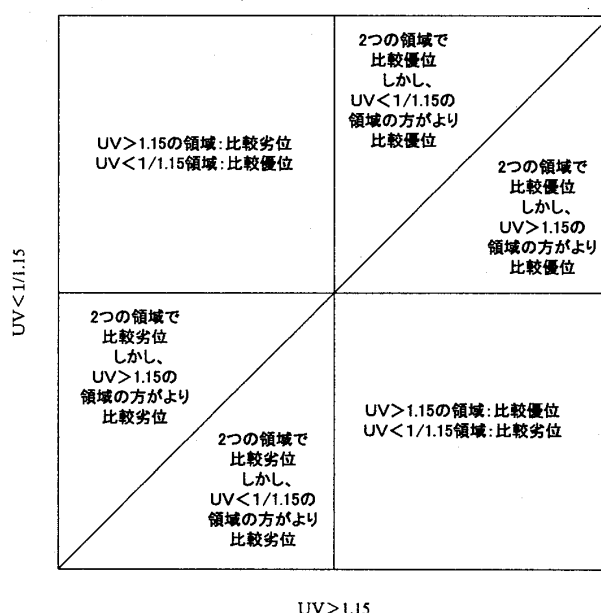 2つの領域で
比較優位
しかし、
UV<1/1.15の
領域の方がより
比較優位
UV>1.15の領域:比較劣位
UV<1/1.15領域:比較優位
2つの領域で
比較優位
しかし、
UV>1.15の
領域の方がより
比較優位
UV<1/1.15
2つの領域で
比較劣位
しかし、
UV>1.15の
領域の方がより
比較劣位
UV>1.15の領域:比較優位
UV<1/1.15領域:比較劣位
2つの領域で
比較劣位
しかし、
UV<1/1.15の
領域の方がより
比較劣位
UV>1.15